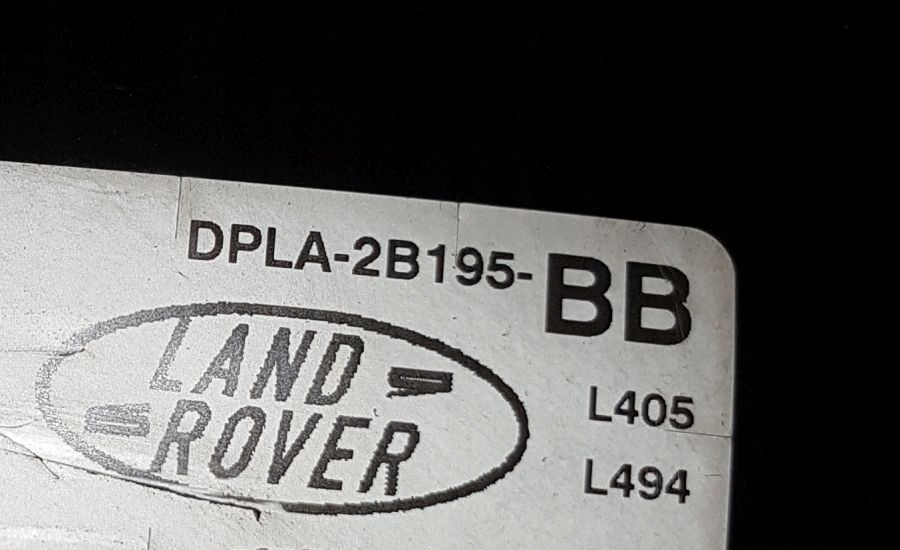 DPLA-2B195-BB
LAND
ROVER
L405
L494